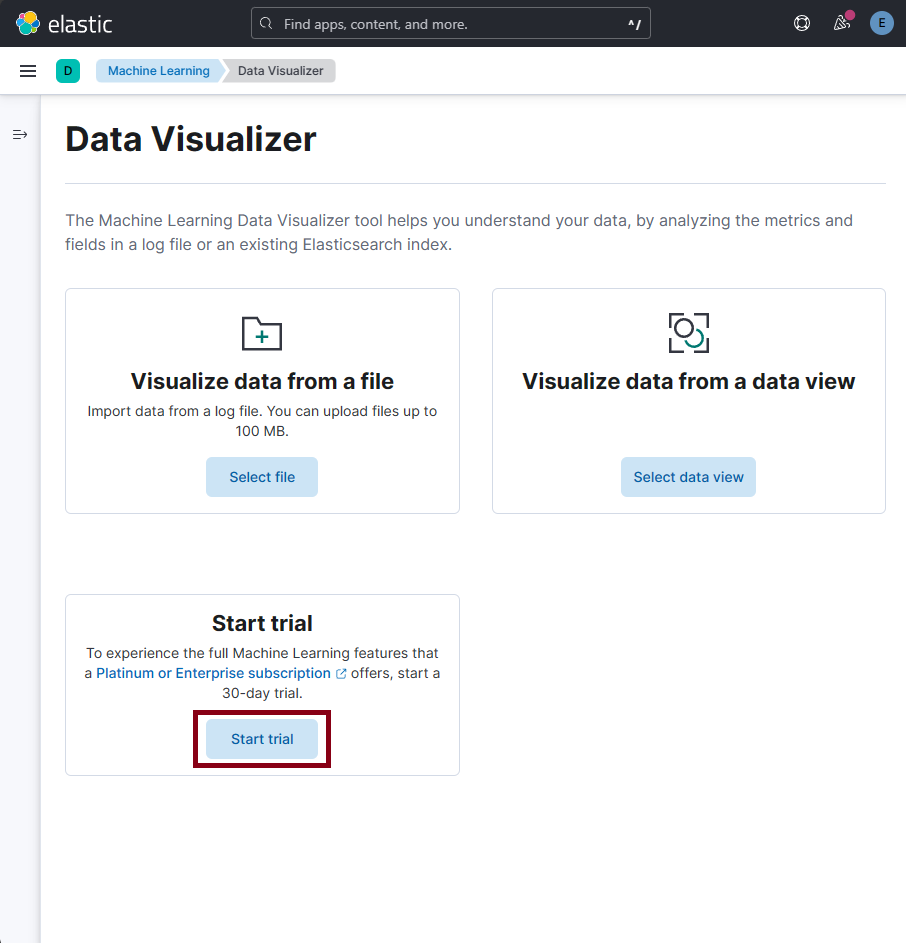 elastic
Find apps, content, and more.
^/
E
D
Machine Learning
Data Visualizer
Data Visualizer
The Machine Learning Data Visualizer tool helps you understand your data, by analyzing the metrics and
fields in a log file or an existing Elasticsearch index.
Visualize data from a file
Import data from a log file. You can upload files up to
100 MB.
Select file
Visualize data from a data view
Select data view
Start trial
To experience the full Machine Learning features that
a Platinum or Enterprise subscription offers, start a
30-day trial.
Start trial